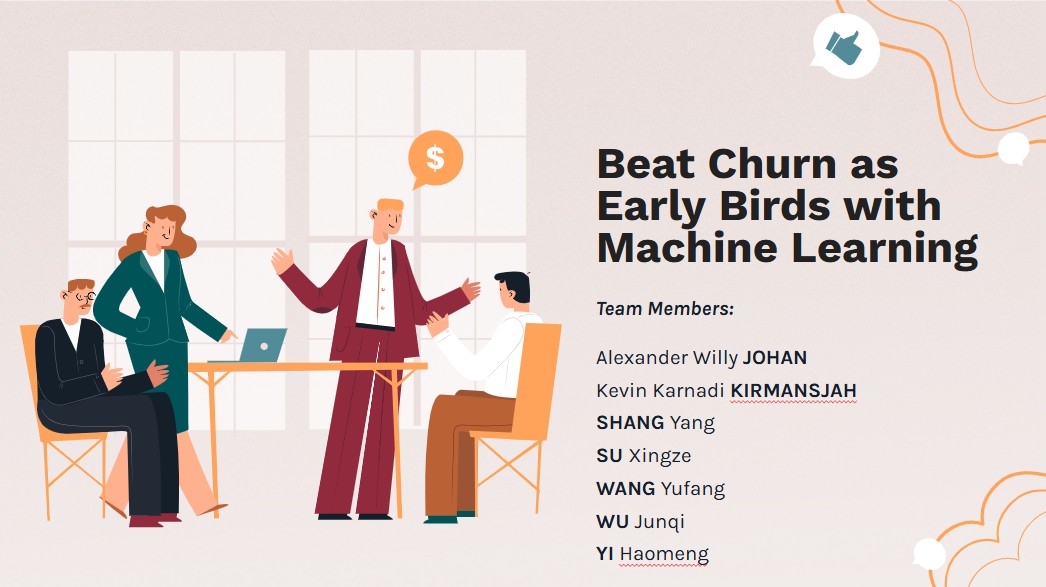 $
Beat Churn as
Early Birds with
Machine Learning
Team Members:
Alexander Willy JOHAN
Kevin Karnadi KIRMANSJAH
SHANG Yang
SU Xingze
WANG Yufang
WU Junqi
YI Haomeng